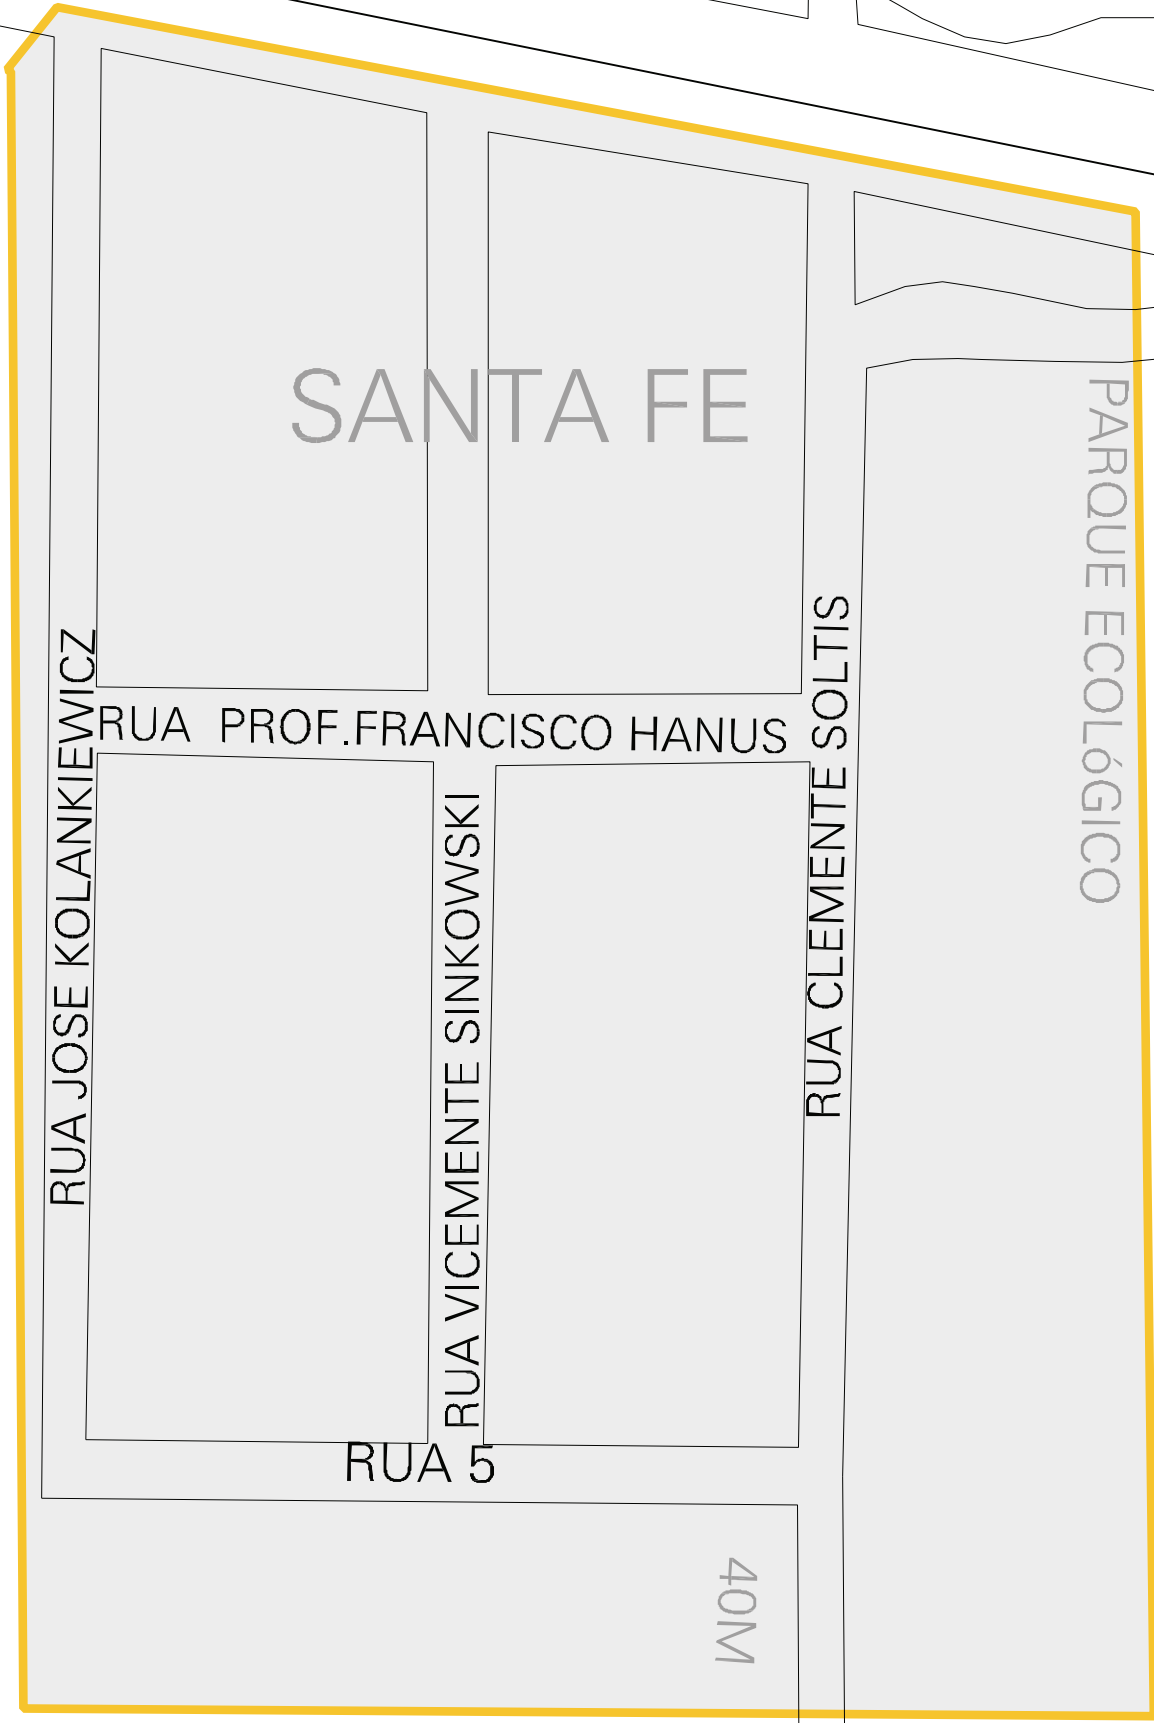 SANTA FE
PARQUE ECOLóGICO
RUA JOSE KOLANKIEWICZ
RUA PROF.FRANCISCO HANUS
RUA CLEMENTE SOLTIS
RUA VICEMENTE SINKOWSKI
RUA 5
40M